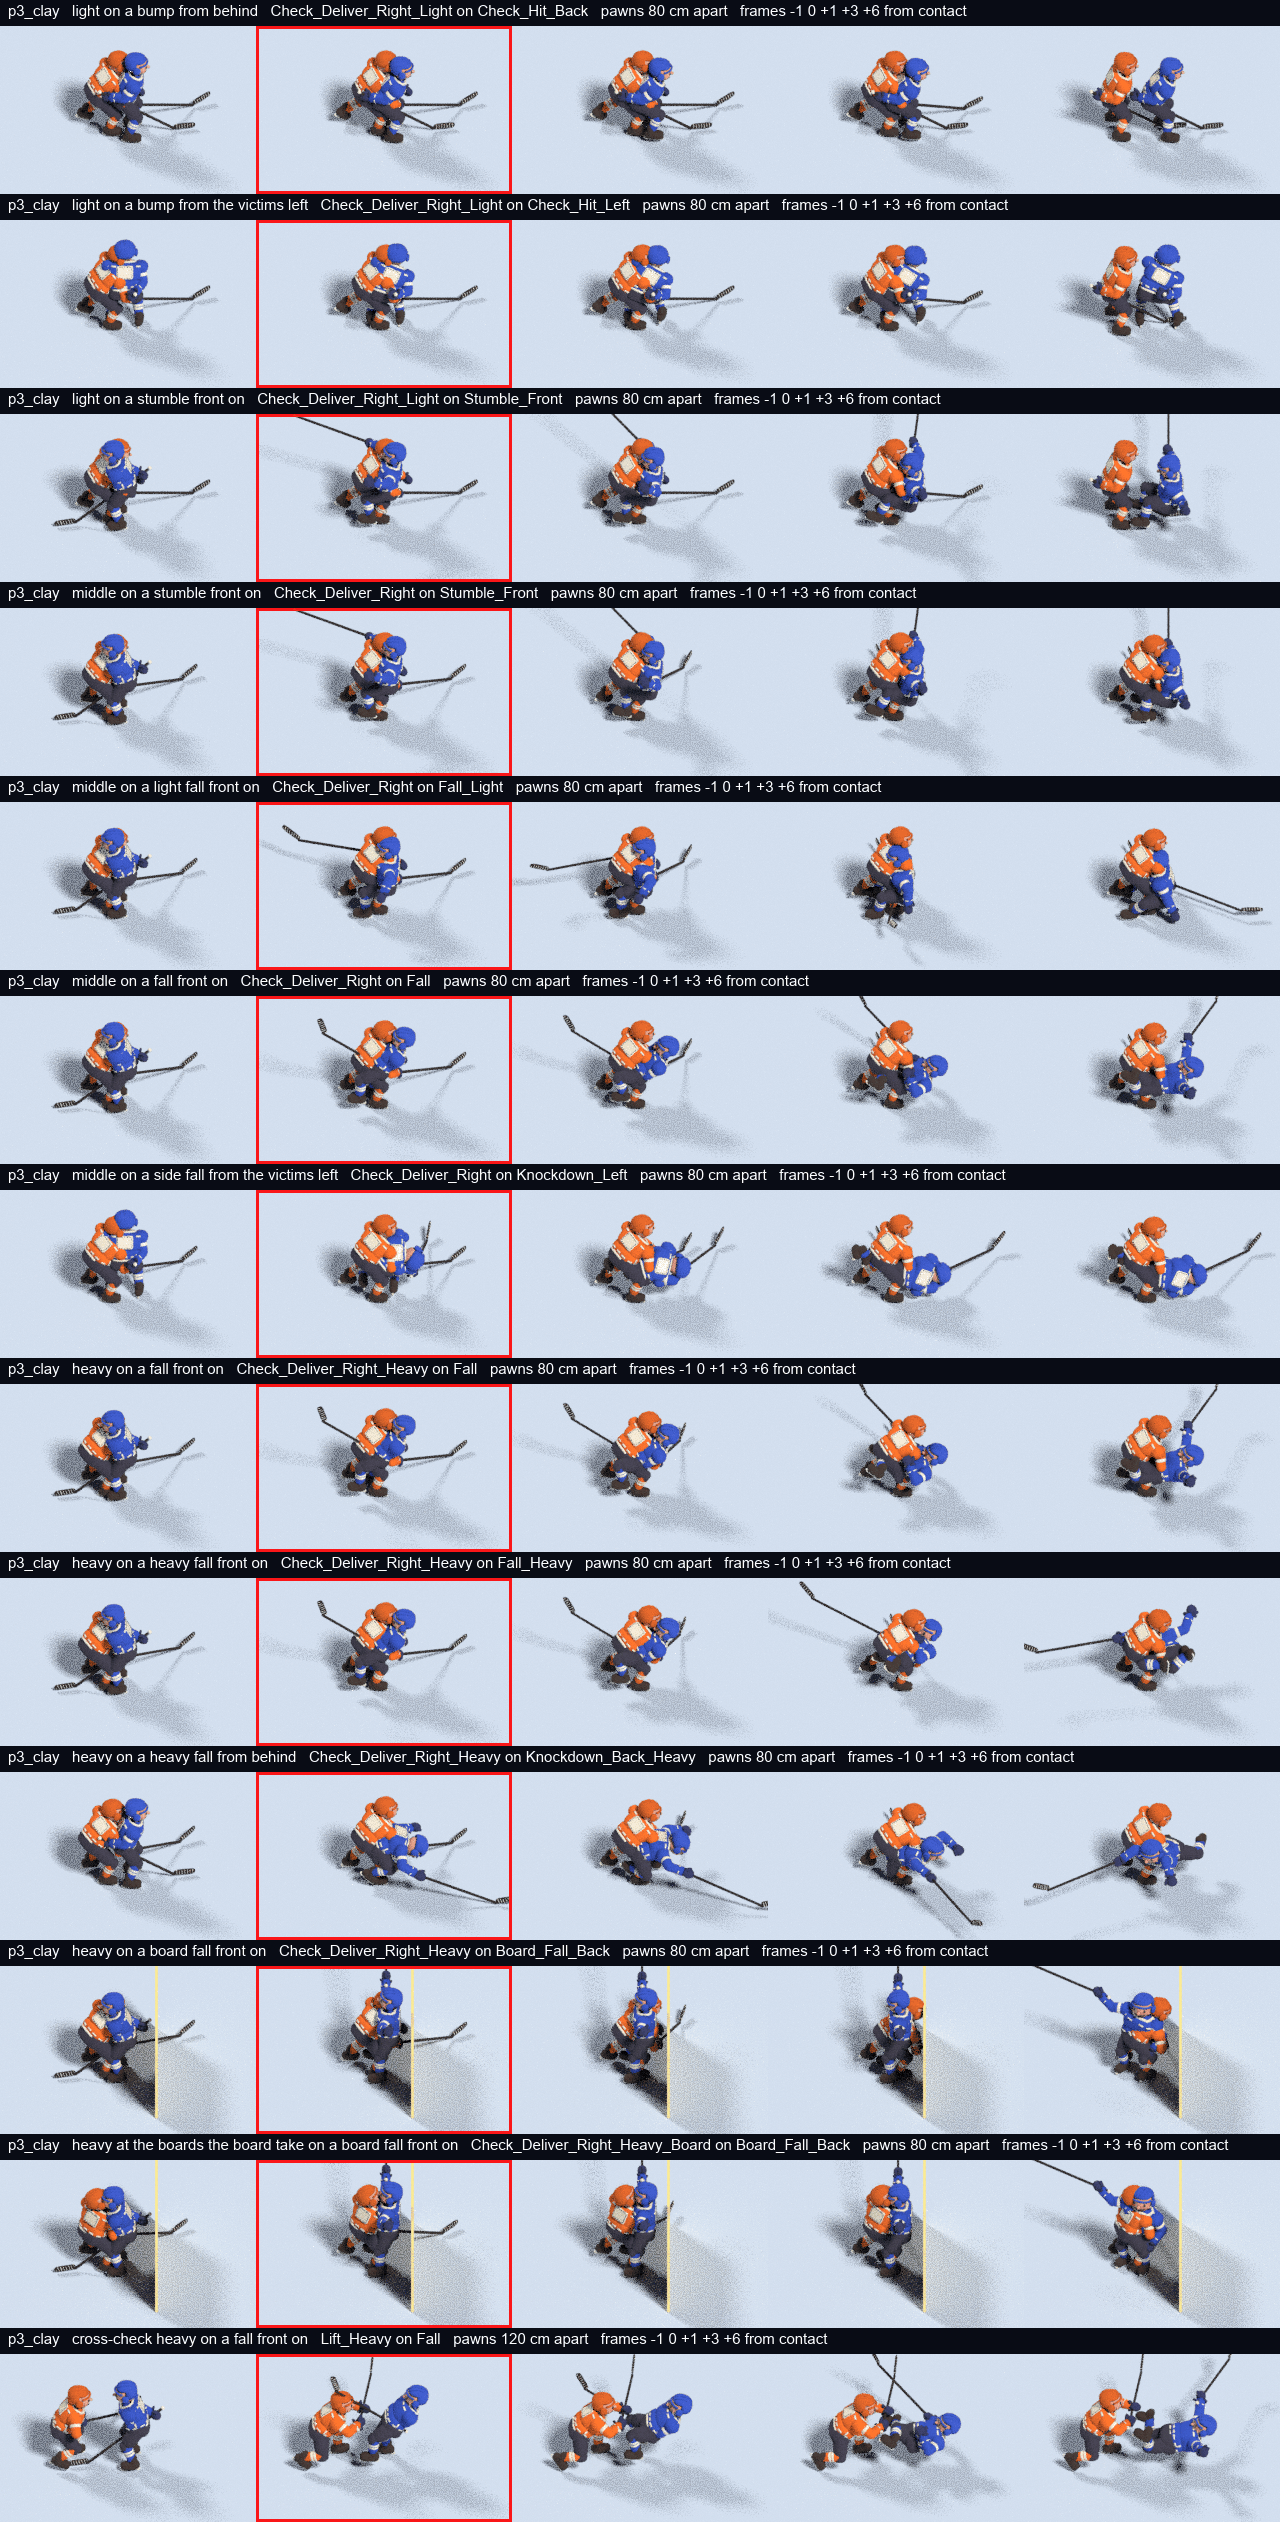 p3_clay light on a bump from behind Check_Deliver_Right_Light on Check_Hit_Back pawns 80 cm apart frames -1 0 +1 +3 +6 from contact
p3_clay light on a bump from the victims left Check_Deliver_Right_Light on Check_Hit_Left pawns 80 cm apart frames -1 0 +1 +3 +6 from contact
p3_clay light on a stumble front on Check_Deliver_Right_Light on Stumble_Front pawns 80 cm apart frames -1 0 +1 +3 +6 from contact
p3_clay middle on a stumble front on Check_Deliver_Right on Stumble_Front pawns 80 cm apart frames -1 0 +1 +3 +6 from contact
p3_clay middle on a light fall front on Check_Deliver_Right on Fall_Light pawns 80 cm apart frames -1 0 +1 +3 +6 from contact
p3_clay middle on a fall front on Check_Deliver_Right on Fall pawns 80 cm apart frames -1 0 +1 +3 +6 from contact
p3_clay middle on a side fall from the victims left Check_Deliver_Right on Knockdown_Left pawns 80 cm apart frames -1 0 +1 +3 +6 from contact
p3_clay heavy on a fall front on Check_Deliver_Right_Heavy on Fall pawns 80 cm apart frames -1 0 +1 +3 +6 from contact
p3_clay heavy on a heavy fall front on Check_Deliver_Right_Heavy on Fall_Heavy pawns 80 cm apart frames -1 0 +1 +3 +6 from contact
p3_clay heavy on a heavy fall from behind Check_Deliver_Right_Heavy on Knockdown_Back_Heavy pawns 80 cm apart frames -1 0 +1 +3 +6 from contact
p3_clay heavy on a board fall front on Check_Deliver_Right_Heavy on Board_Fall_Back pawns 80 cm apart frames -1 0 +1 +3 +6 from contact
p3_clay heavy at the boards the board take on a board fall front on Check_Deliver_Right_Heavy_Board on Board_Fall_Back pawns 80 cm apart frames -1 0 +1 +3 +6 from contact
p3_clay cross-check heavy on a fall front on Lift_Heavy on Fall pawns 120 cm apart frames -1 0 +1 +3 +6 from contact